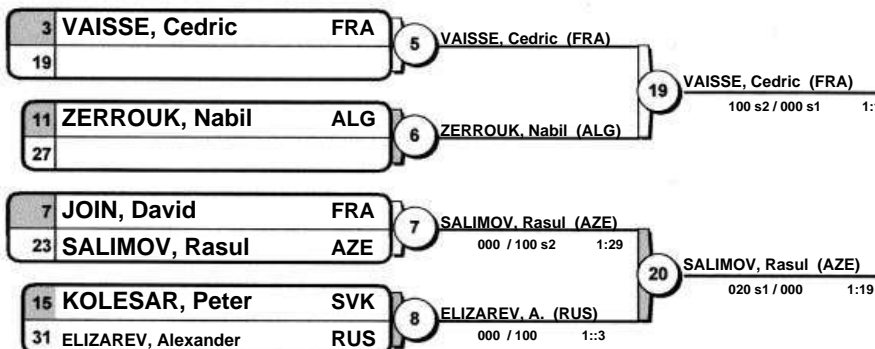 3 VAISSE, Cedric FRA
19
5
VAISSE, Cedric (FRA)
11 ZERROUK, Nabil ALG
27
6
ZERROUK, Nabil (ALG)
19
VAISSE, Cedric (FRA)
100 s2 / 000 s1
7 JOIN, David FRA
23 SALIMOV, Rasul AZE
7
SALIMOV, Rasul (AZE)
000 / 100 s2 1:29
15 KOLESAR, Peter SVK
31 ELIZAREV, Alexander RUS
8
ELIZAREV, A. (RUS)
000 / 100 1::3
20
SALIMOV, Rasul (AZE)
020 s1 / 000 1:19